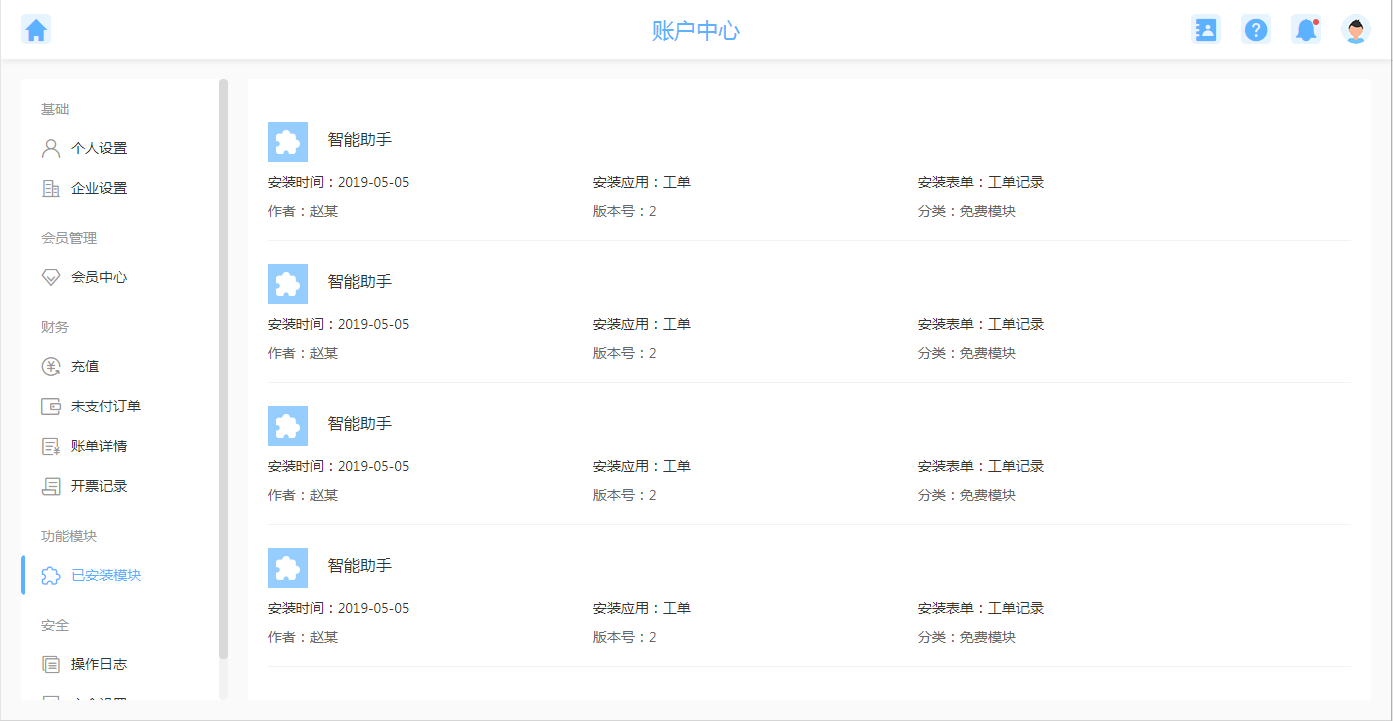 账户中心
基础
个人设置
企业设置
会员管理
会员中心
财务
充值
未支付订单
账单详情
开票记录
功能模块
已安装模块
安全
操作日志
智能助手
安装时间：2019-05-05 安装应用：工单 安装表单：工单记录
作者：赵某 版本号：2 分类：免费模块
智能助手
安装时间：2019-05-05 安装应用：工单 安装表单：工单记录
作者：赵某 版本号：2 分类：免费模块
智能助手
安装时间：2019-05-05 安装应用：工单 安装表单：工单记录
作者：赵某 版本号：2 分类：免费模块
智能助手
安装时间：2019-05-05 安装应用：工单 安装表单：工单记录
作者：赵某 版本号：2 分类：免费模块